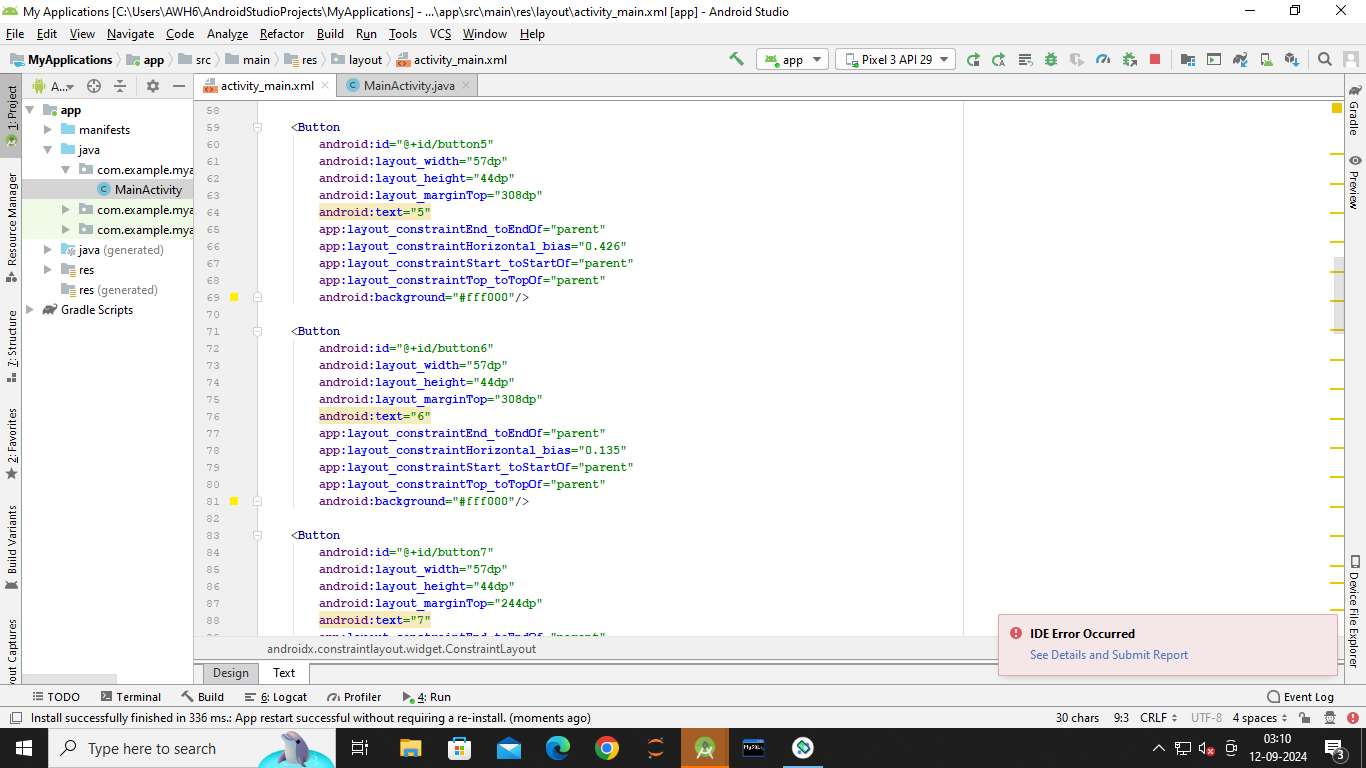 My Applications [C:\Users\AWH6\AndroidStudioProjects\MyApplications] - ...\app\src\main\res\layout\activity_main.xml [app] - Android Studio
File Edit View Navigate Code Analyze Refactor Build Run Tools VCS Window Help
MyApplications app src main res layout activity_main.xml app Pixel 3 API 29
A... activity_main.xml MainActivity.java
1: Project
Resource Manager
7: Structure
2: Favorites
Build Variants
out Captures
app
manifests
java
com.example.mya
MainActivity
com.example.mya
com.example.mya
java (generated)
res
res (generated)
Gradle Scripts
58
59 <Button
60 android:id="@+id/button5"
61 android:layout_width="57dp"
62 android:layout_height="44dp"
63 android:layout_marginTop="308dp"
64 android:text="5"
65 app:layout_constraintEnd_toEndOf="parent"
66 app:layout_constraintHorizontal_bias="0.426"
67 app:layout_constraintStart_toStartOf="parent"
68 app:layout_constraintTop_toTopOf="parent"
69 android:background="#fff000"/>
70
71 <Button
72 android:id="@+id/button6"
73 android:layout_width="57dp"
74 android:layout_height="44dp"
75 android:layout_marginTop="308dp"
76 android:text="6"
77 app:layout_constraintEnd_toEndOf="parent"
78 app:layout_constraintHorizontal_bias="0.135"
79 app:layout_constraintStart_toStartOf="parent"
80 app:layout_constraintTop_toTopOf="parent"
81 android:background="#fff000"/>
82
83 <Button
84 android:id="@+id/button7"
85 android:layout_width="57dp"
86 android:layout_height="44dp"
87 android:layout_marginTop="244dp"
88 android:text="7"
app:layout_constraintEnd_toEndOf="parent"
androidx.constraintlayout.widget.ConstraintLayout
Design Text
Gradle
Preview
Device File Explorer
IDE Error Occurred
See Details and Submit Report
TODO Terminal Build 6: Logcat Profiler 4: Run Event Log
Install successfully finished in 336 ms.: App restart successful without requiring a re-install. (moments ago) 30 chars 9:3 CRLF UTF-8 4 spaces
Type here to search
MySQL
03:10
12-09-2024
3